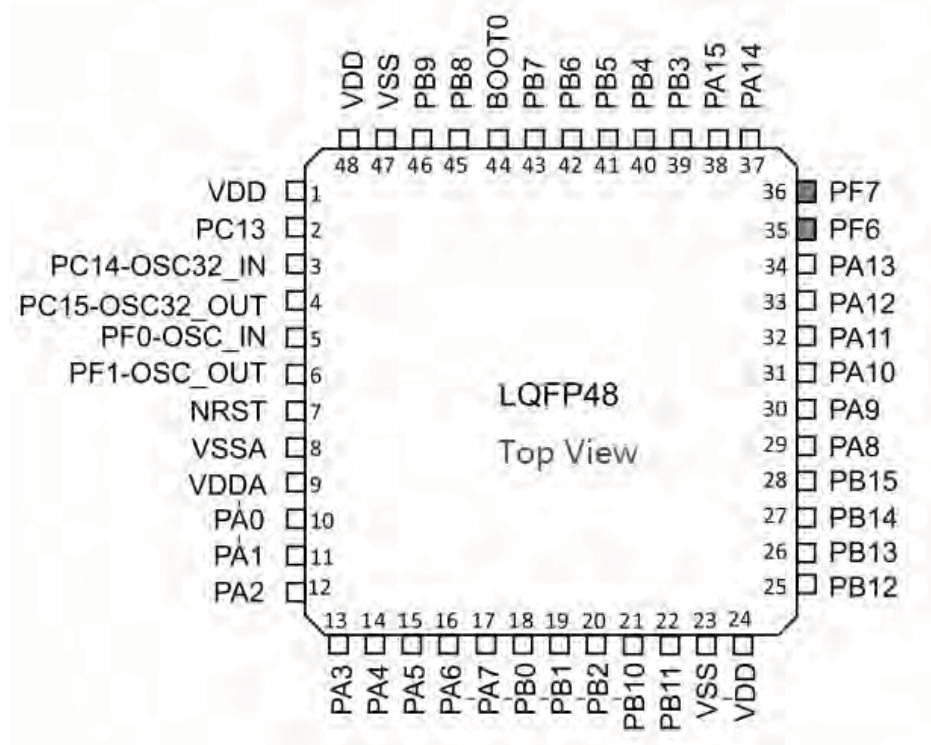 VDD VSS PB9 PB8 BOOT0 PB7 PB6 PB5 PB4 PB3 PA15 PA14
48 47 46 45 44 43 42 41 40 39 38 37
VDD 1
PC13 2
PC14-OSC32_IN 3
PC15-OSC32_OUT 4
PF0-OSC_IN 5
PF1-OSC_OUT 6
NRST 7
VSSA 8
VDDA 9
PA0 10
PA1 11
PA2 12
LQFP48
Top View
36 PF7
35 PF6
34 PA13
33 PA12
32 PA11
31 PA10
30 PA9
29 PA8
28 PB15
27 PB14
26 PB13
25 PB12
13 14 15 16 17 18 19 20 21 22 23 24
PA3 PA4 PA5 PA6 PA7 PB0 PB1 PB2 PB10 PB11 VSS VDD